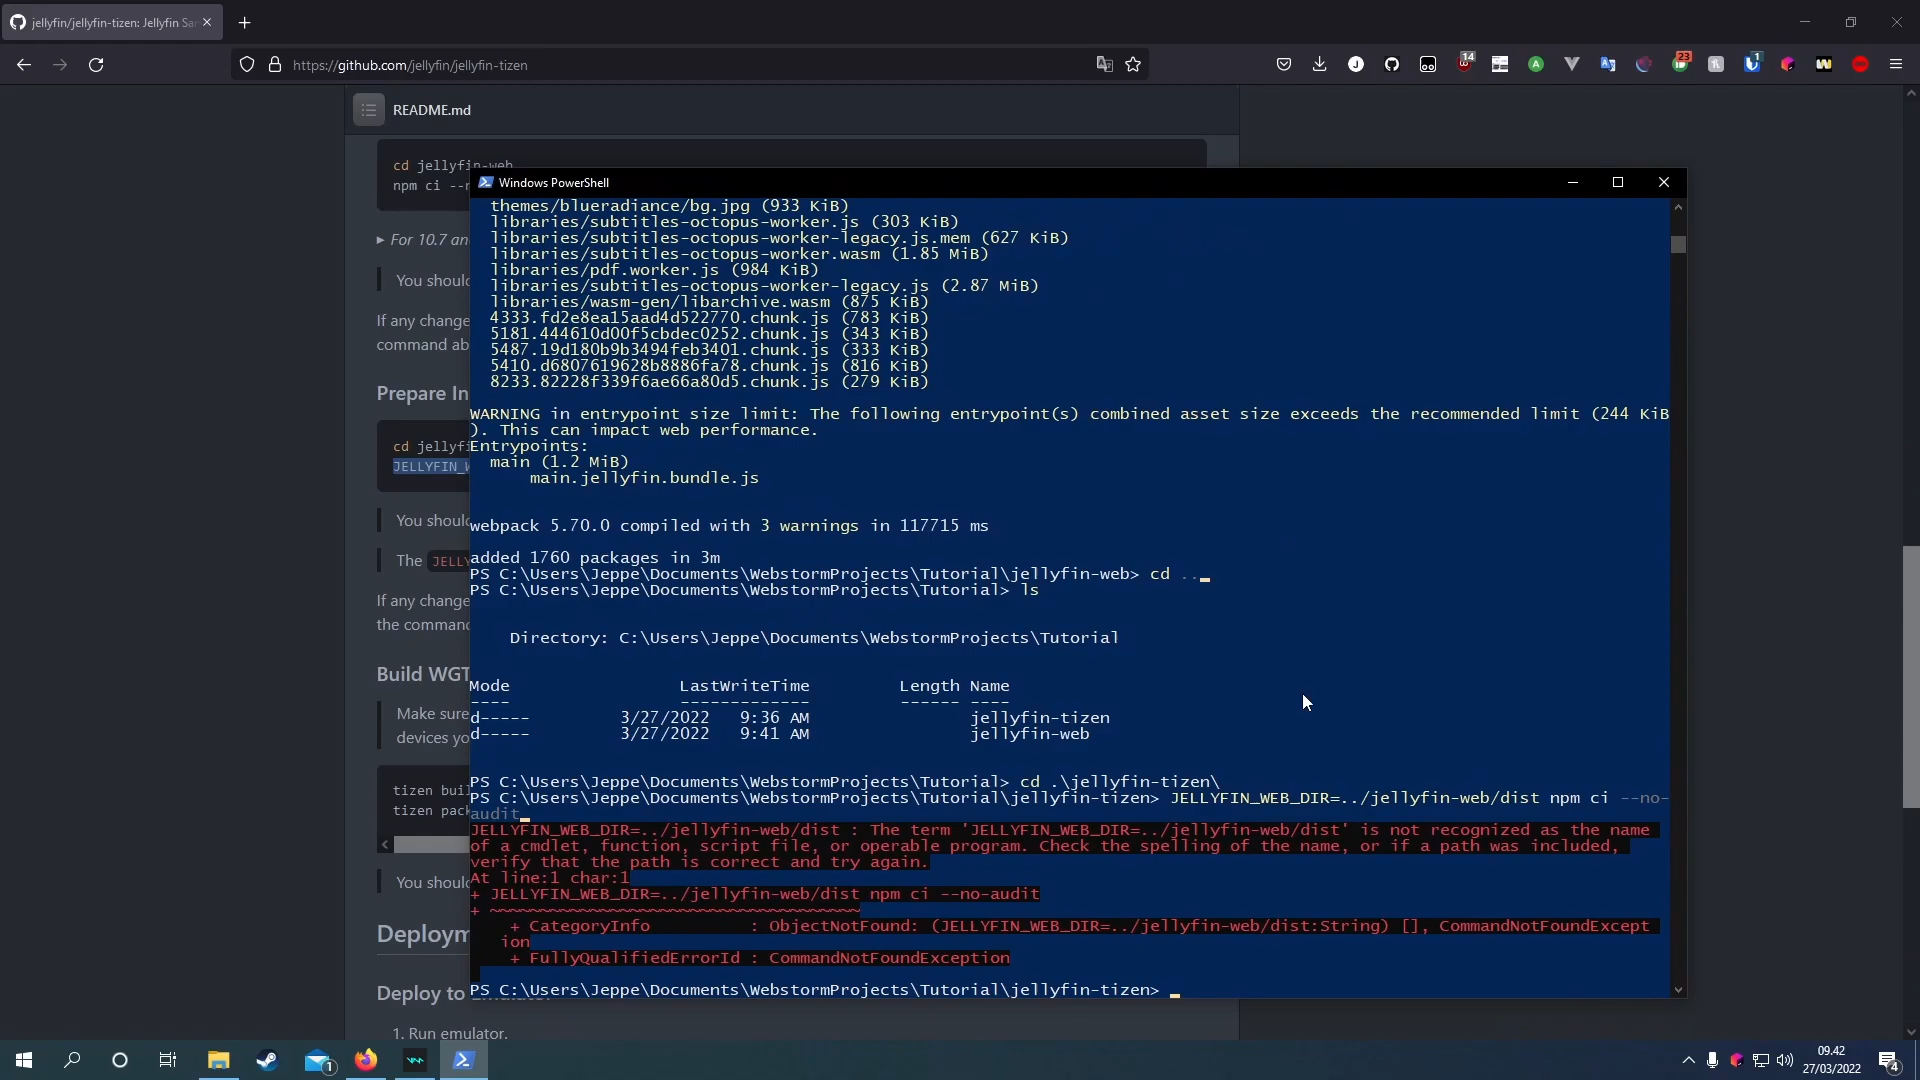 jellyfin/jellyfin-tizen: Jellyfin Sa
https://github.com/jellyfin/jellyfin-tizen
14
23
1
README.md
cd jellyfin-web
npm ci --n
For 10.7 an
You shoul
If any change
command ab
Prepare In
cd jellyfi
JELLYFIN_W
You should
The JELL
If any change
the command
Build WGT
Make sure
devices yo
tizen buil
tizen pack
You should
Deploym
Deploy to Emulator
1. Run emulator.
Windows PowerShell
themes/blueradiance/bg.jpg (933 KiB)
libraries/subtitles-octopus-worker.js (303 KiB)
libraries/subtitles-octopus-worker-legacy.js.mem (627 KiB)
libraries/subtitles-octopus-worker.wasm (1.85 MiB)
libraries/pdf.worker.js (984 KiB)
libraries/subtitles-octopus-worker-legacy.js (2.87 MiB)
libraries/wasm-gen/libarchive.wasm (875 KiB)
4333.fd2e8ea15aad4d522770.chunk.js (783 KiB)
5181.444610d00f5cbdec0252.chunk.js (343 KiB)
5487.19d180b9b3494feb3401.chunk.js (333 KiB)
5410.d6807619628b8886fa78.chunk.js (816 KiB)
8233.82228f339f6ae66a80d5.chunk.js (279 KiB)
WARNING in entrypoint size limit: The following entrypoint(s) combined asset size exceeds the recommended limit (244 KiB
). This can impact web performance.
Entrypoints:
main (1.2 MiB)
main.jellyfin.bundle.js
webpack 5.70.0 compiled with 3 warnings in 117715 ms
added 1760 packages in 3m
PS C:\Users\Jeppe\Documents\WebstormProjects\Tutorial\jellyfin-web> cd ..
PS C:\Users\Jeppe\Documents\WebstormProjects\Tutorial> ls
Directory: C:\Users\Jeppe\Documents\WebstormProjects\Tutorial
Mode LastWriteTime Length Name
---- ------------- ------ ----
d----- 3/27/2022 9:36 AM jellyfin-tizen
d----- 3/27/2022 9:41 AM jellyfin-web
PS C:\Users\Jeppe\Documents\WebstormProjects\Tutorial> cd .\jellyfin-tizen\
PS C:\Users\Jeppe\Documents\WebstormProjects\Tutorial\jellyfin-tizen> JELLYFIN_WEB_DIR=../jellyfin-web/dist npm ci --no-
audit
JELLYFIN_WEB_DIR=../jellyfin-web/dist : The term 'JELLYFIN_WEB_DIR=../jellyfin-web/dist' is not recognized as the name
of a cmdlet, function, script file, or operable program. Check the spelling of the name, or if a path was included,
verify that the path is correct and try again.
At line:1 char:1
+ JELLYFIN_WEB_DIR=../jellyfin-web/dist npm ci --no-audit
+ ~~~~~~~~~~~~~~~~~~~~~~~~~~~~~~~~~~~~~
+ CategoryInfo : ObjectNotFound: (JELLYFIN_WEB_DIR=../jellyfin-web/dist:String) [], CommandNotFoundExcept
ion
+ FullyQualifiedErrorId : CommandNotFoundException
PS C:\Users\Jeppe\Documents\WebstormProjects\Tutorial\jellyfin-tizen>
1
09.42
27/03/2022
4